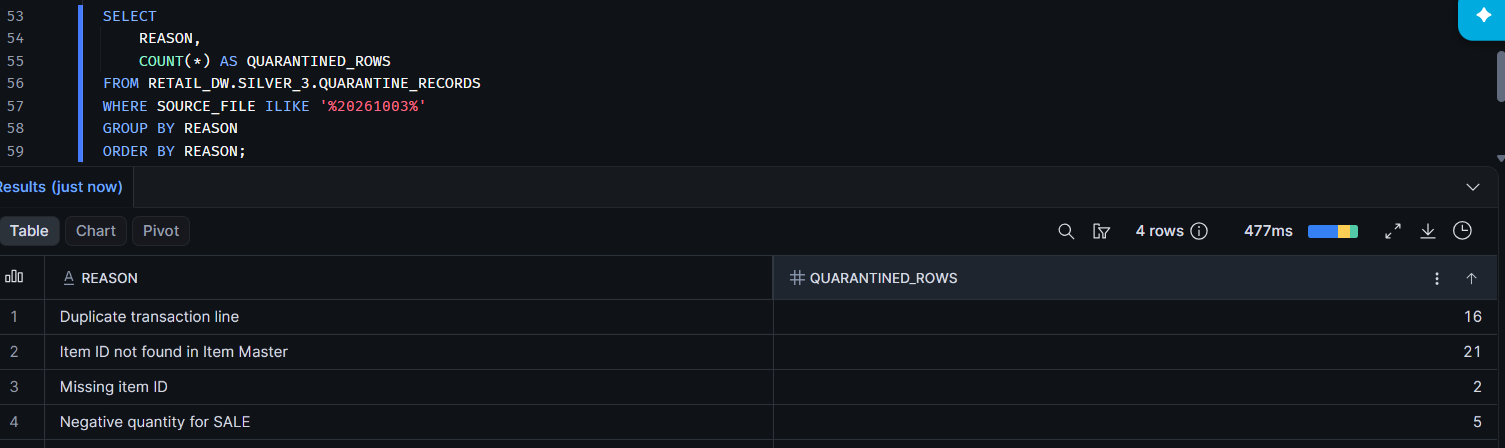 53 SELECT
54 REASON,
55 COUNT(*) AS QUARANTINED_ROWS
56 FROM RETAIL_DW.SILVER_3.QUARANTINE_RECORDS
57 WHERE SOURCE_FILE ILIKE '%20261003%'
58 GROUP BY REASON
59 ORDER BY REASON;
Results (just now)
Table Chart Pivot 4 rows 477ms
REASON QUARANTINED_ROWS
1 Duplicate transaction line 16
2 Item ID not found in Item Master 21
3 Missing item ID 2
4 Negative quantity for SALE 5